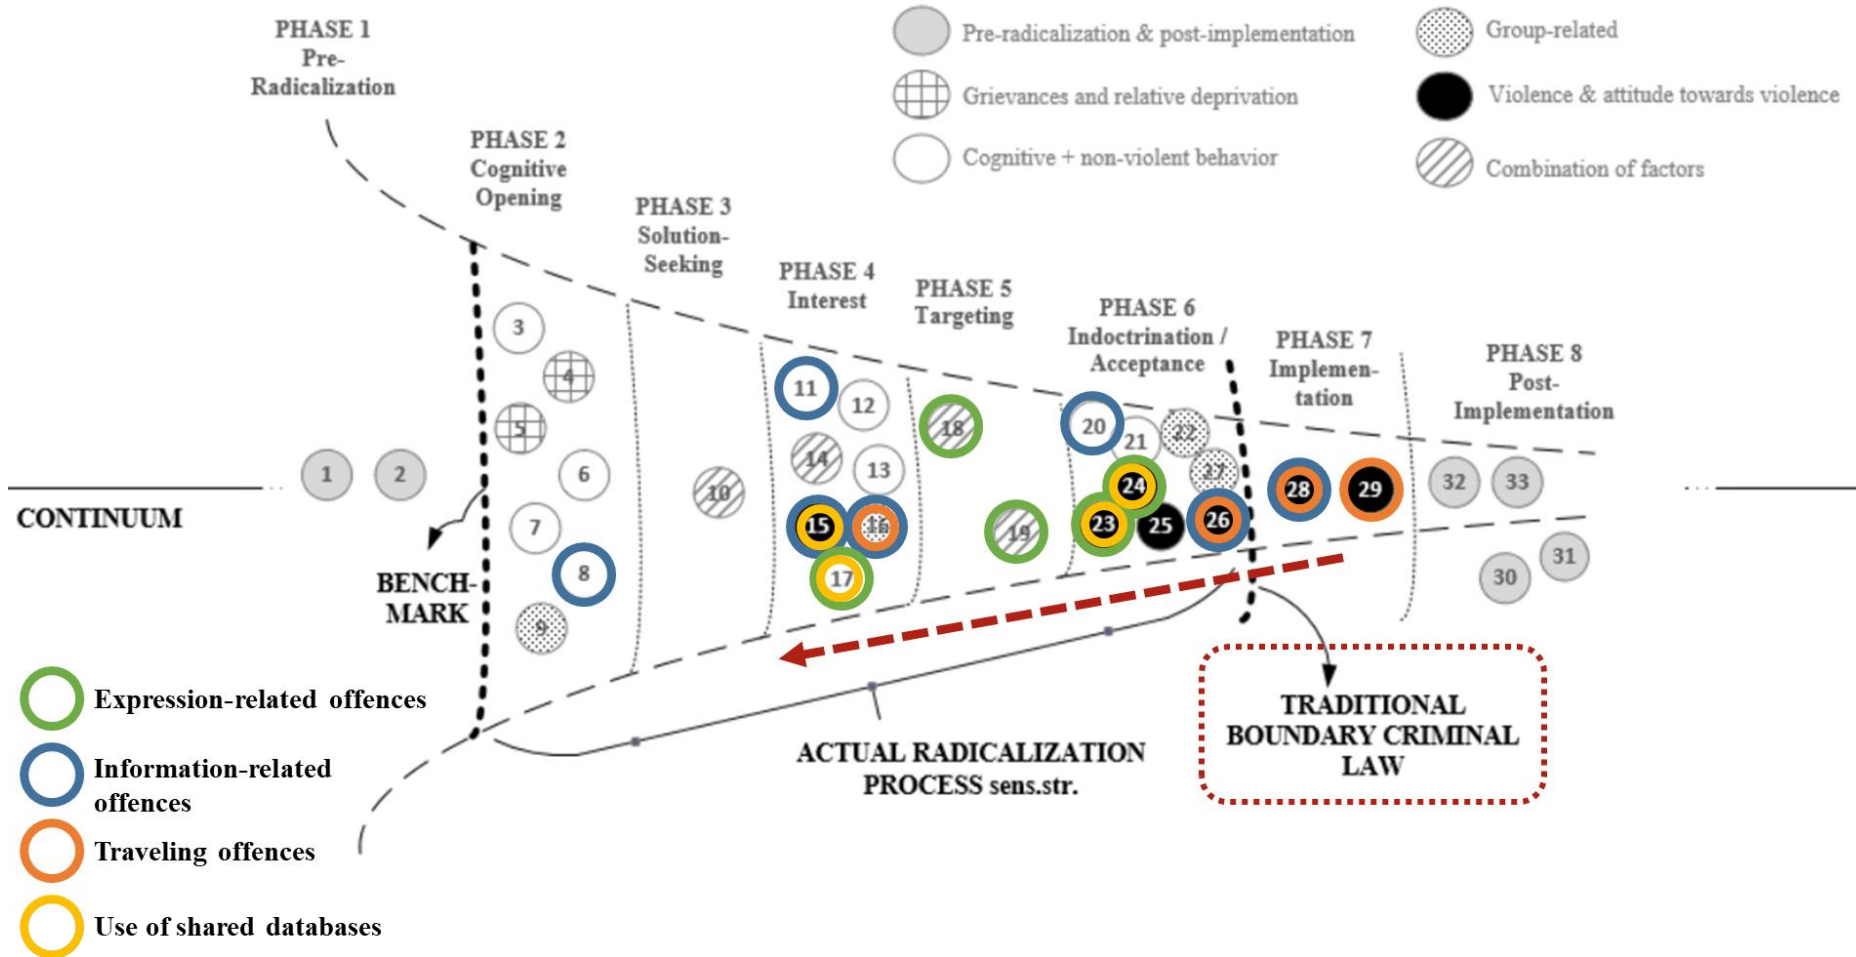 PHASE 1
Pre-
Radicalization
Pre-radicalization & post-implementation
Group-related
Grievances and relative deprivation
Violence & attitude towards violence
Cognitive + non-violent behavior
Combination of factors
PHASE 2
Cognitive
Opening
PHASE 3
Solution-
Seeking
PHASE 4
Interest
PHASE 5
Targeting
PHASE 6
Indoctrination /
Acceptance
PHASE 7
Implemen-
tation
PHASE 8
Post-
Implementation
1
2
3
4
5
6
7
8
9
10
11
12
13
14
15
16
17
18
19
20
21
22
27
24
23
25
26
28
29
32
33
30
31
CONTINUUM
BENCH-
MARK
ACTUAL RADICALIZATION
PROCESS sens.str.
TRADITIONAL
BOUNDARY CRIMINAL
LAW
Expression-related offences
Information-related
offences
Traveling offences
Use of shared databases